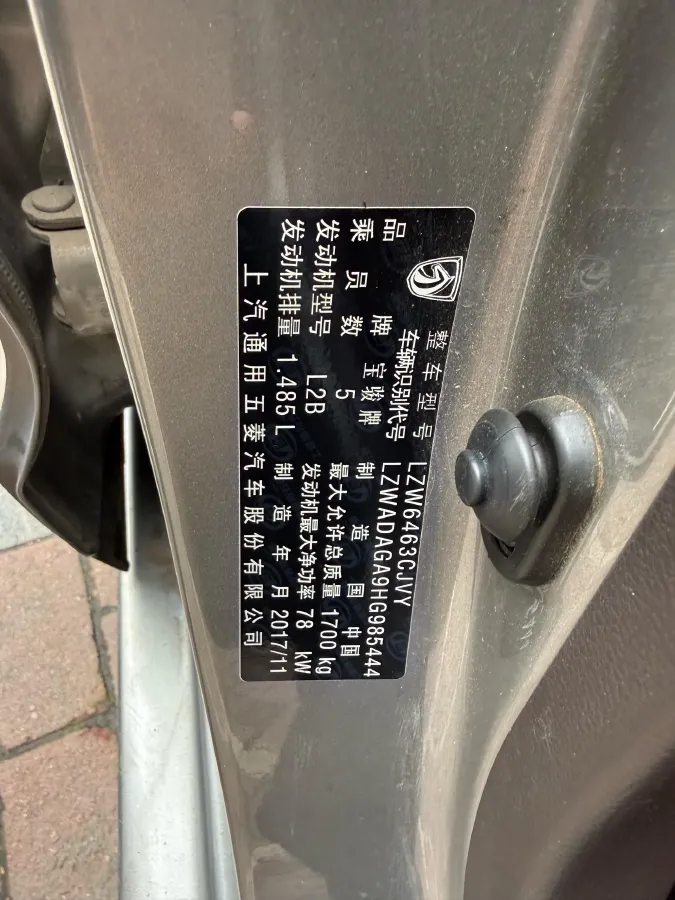 整车型号 LZW6463CJVY
车辆识别代号 LZWADAGA9HG985444
品牌 宝骏牌 制造国 中国
乘员数 5 最大允许总质量 1700 kg
发动机型号 L2B 发动机最大净功率 78 kW
发动机排量 1.485 L 制造年月 2017/11
上汽通用五菱汽车股份有限公司